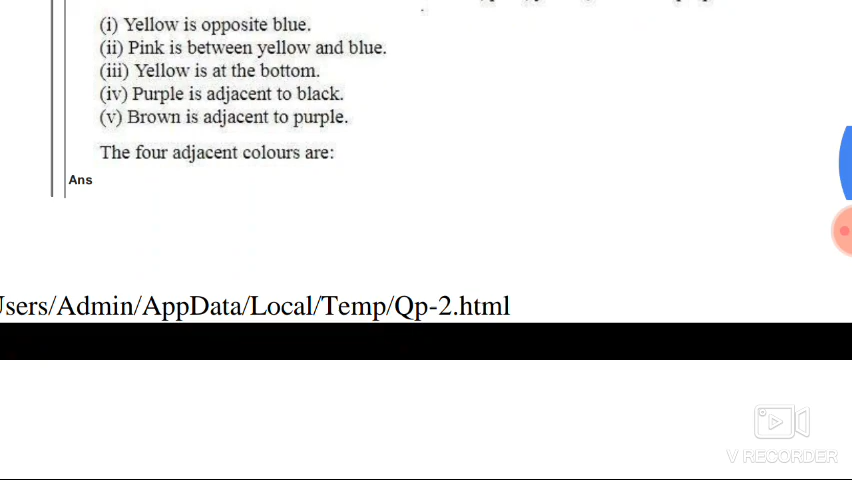 (i) Yellow is opposite blue.
(ii) Pink is between yellow and blue.
(iii) Yellow is at the bottom.
(iv) Purple is adjacent to black.
(v) Brown is adjacent to purple.
The four adjacent colours are:
Ans
Users/Admin/AppData/Local/Temp/Qp-2.html
V RECORDER